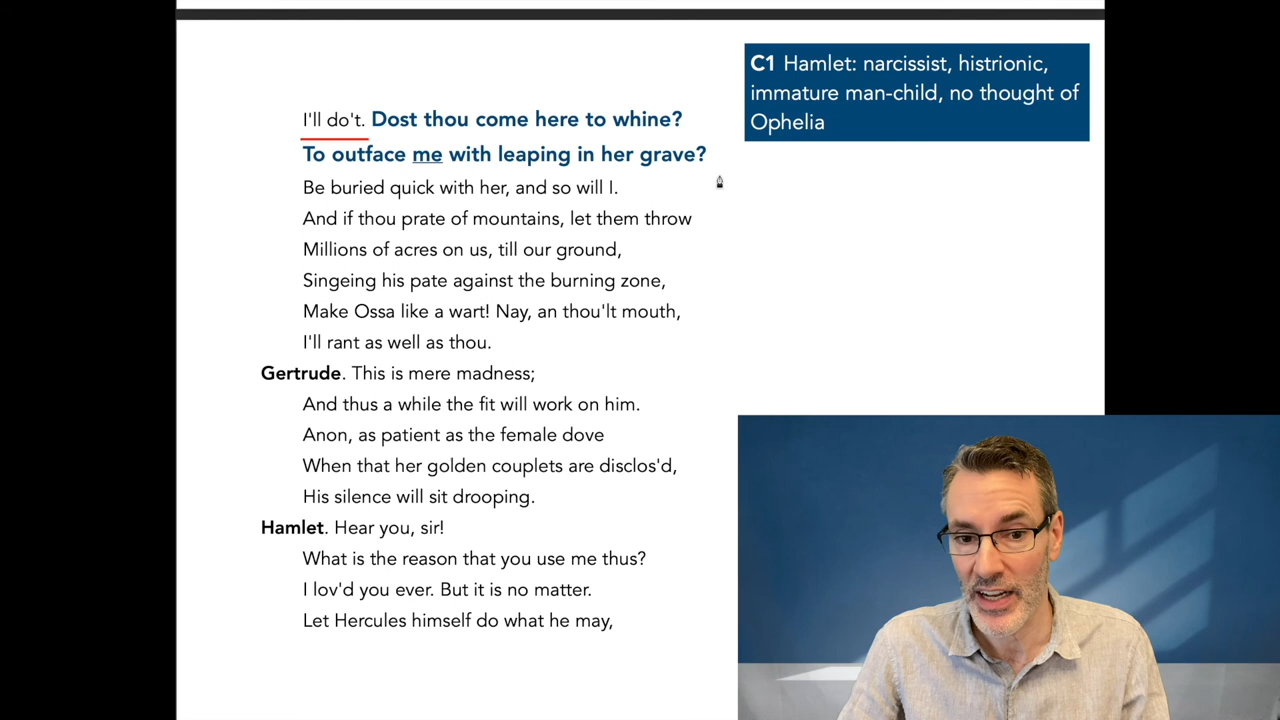 I'll do't. Dost thou come here to whine?
To outface me with leaping in her grave?
Be buried quick with her, and so will I.
And if thou prate of mountains, let them throw
Millions of acres on us, till our ground,
Singeing his pate against the burning zone,
Make Ossa like a wart! Nay, an thou'lt mouth,
I'll rant as well as thou.
Gertrude. This is mere madness;
And thus a while the fit will work on him.
Anon, as patient as the female dove
When that her golden couplets are disclos'd,
His silence will sit drooping.
Hamlet. Hear you, sir!
What is the reason that you use me thus?
I lov'd you ever. But it is no matter.
Let Hercules himself do what he may,
C1 Hamlet: narcissist, histrionic,
immature man-child, no thought of
Ophelia